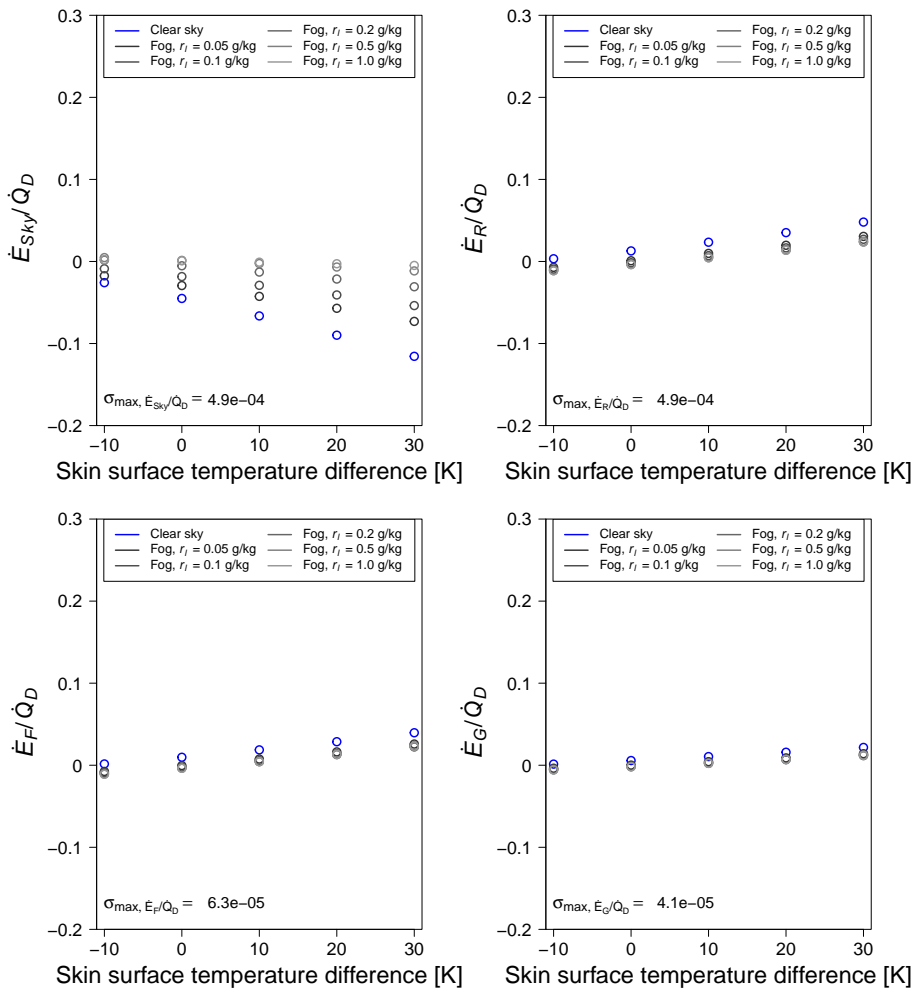 0.3
0.2
0.1
0
−0.1
−0.2
Ė_Sky/Q̇_D
Clear sky
Fog, r_l = 0.05 g/kg
Fog, r_l = 0.1 g/kg
Fog, r_l = 0.2 g/kg
Fog, r_l = 0.5 g/kg
Fog, r_l = 1.0 g/kg
σ_max, Ė_Sky/Q̇_D = 4.9e−04
−10 0 10 20 30
Skin surface temperature difference [K]
0.3
0.2
0.1
0
−0.1
−0.2
Ė_R/Q̇_D
Clear sky
Fog, r_l = 0.05 g/kg
Fog, r_l = 0.1 g/kg
Fog, r_l = 0.2 g/kg
Fog, r_l = 0.5 g/kg
Fog, r_l = 1.0 g/kg
σ_max, Ė_R/Q̇_D = 4.9e−04
−10 0 10 20 30
Skin surface temperature difference [K]
0.3
0.2
0.1
0
−0.1
−0.2
Ė_F/Q̇_D
Clear sky
Fog, r_l = 0.05 g/kg
Fog, r_l = 0.1 g/kg
Fog, r_l = 0.2 g/kg
Fog, r_l = 0.5 g/kg
Fog, r_l = 1.0 g/kg
σ_max, Ė_F/Q̇_D = 6.3e−05
−10 0 10 20 30
Skin surface temperature difference [K]
0.3
0.2
0.1
0
−0.1
−0.2
Ė_G/Q̇_D
Clear sky
Fog, r_l = 0.05 g/kg
Fog, r_l = 0.1 g/kg
Fog, r_l = 0.2 g/kg
Fog, r_l = 0.5 g/kg
Fog, r_l = 1.0 g/kg
σ_max, Ė_G/Q̇_D = 4.1e−05
−10 0 10 20 30
Skin surface temperature difference [K]